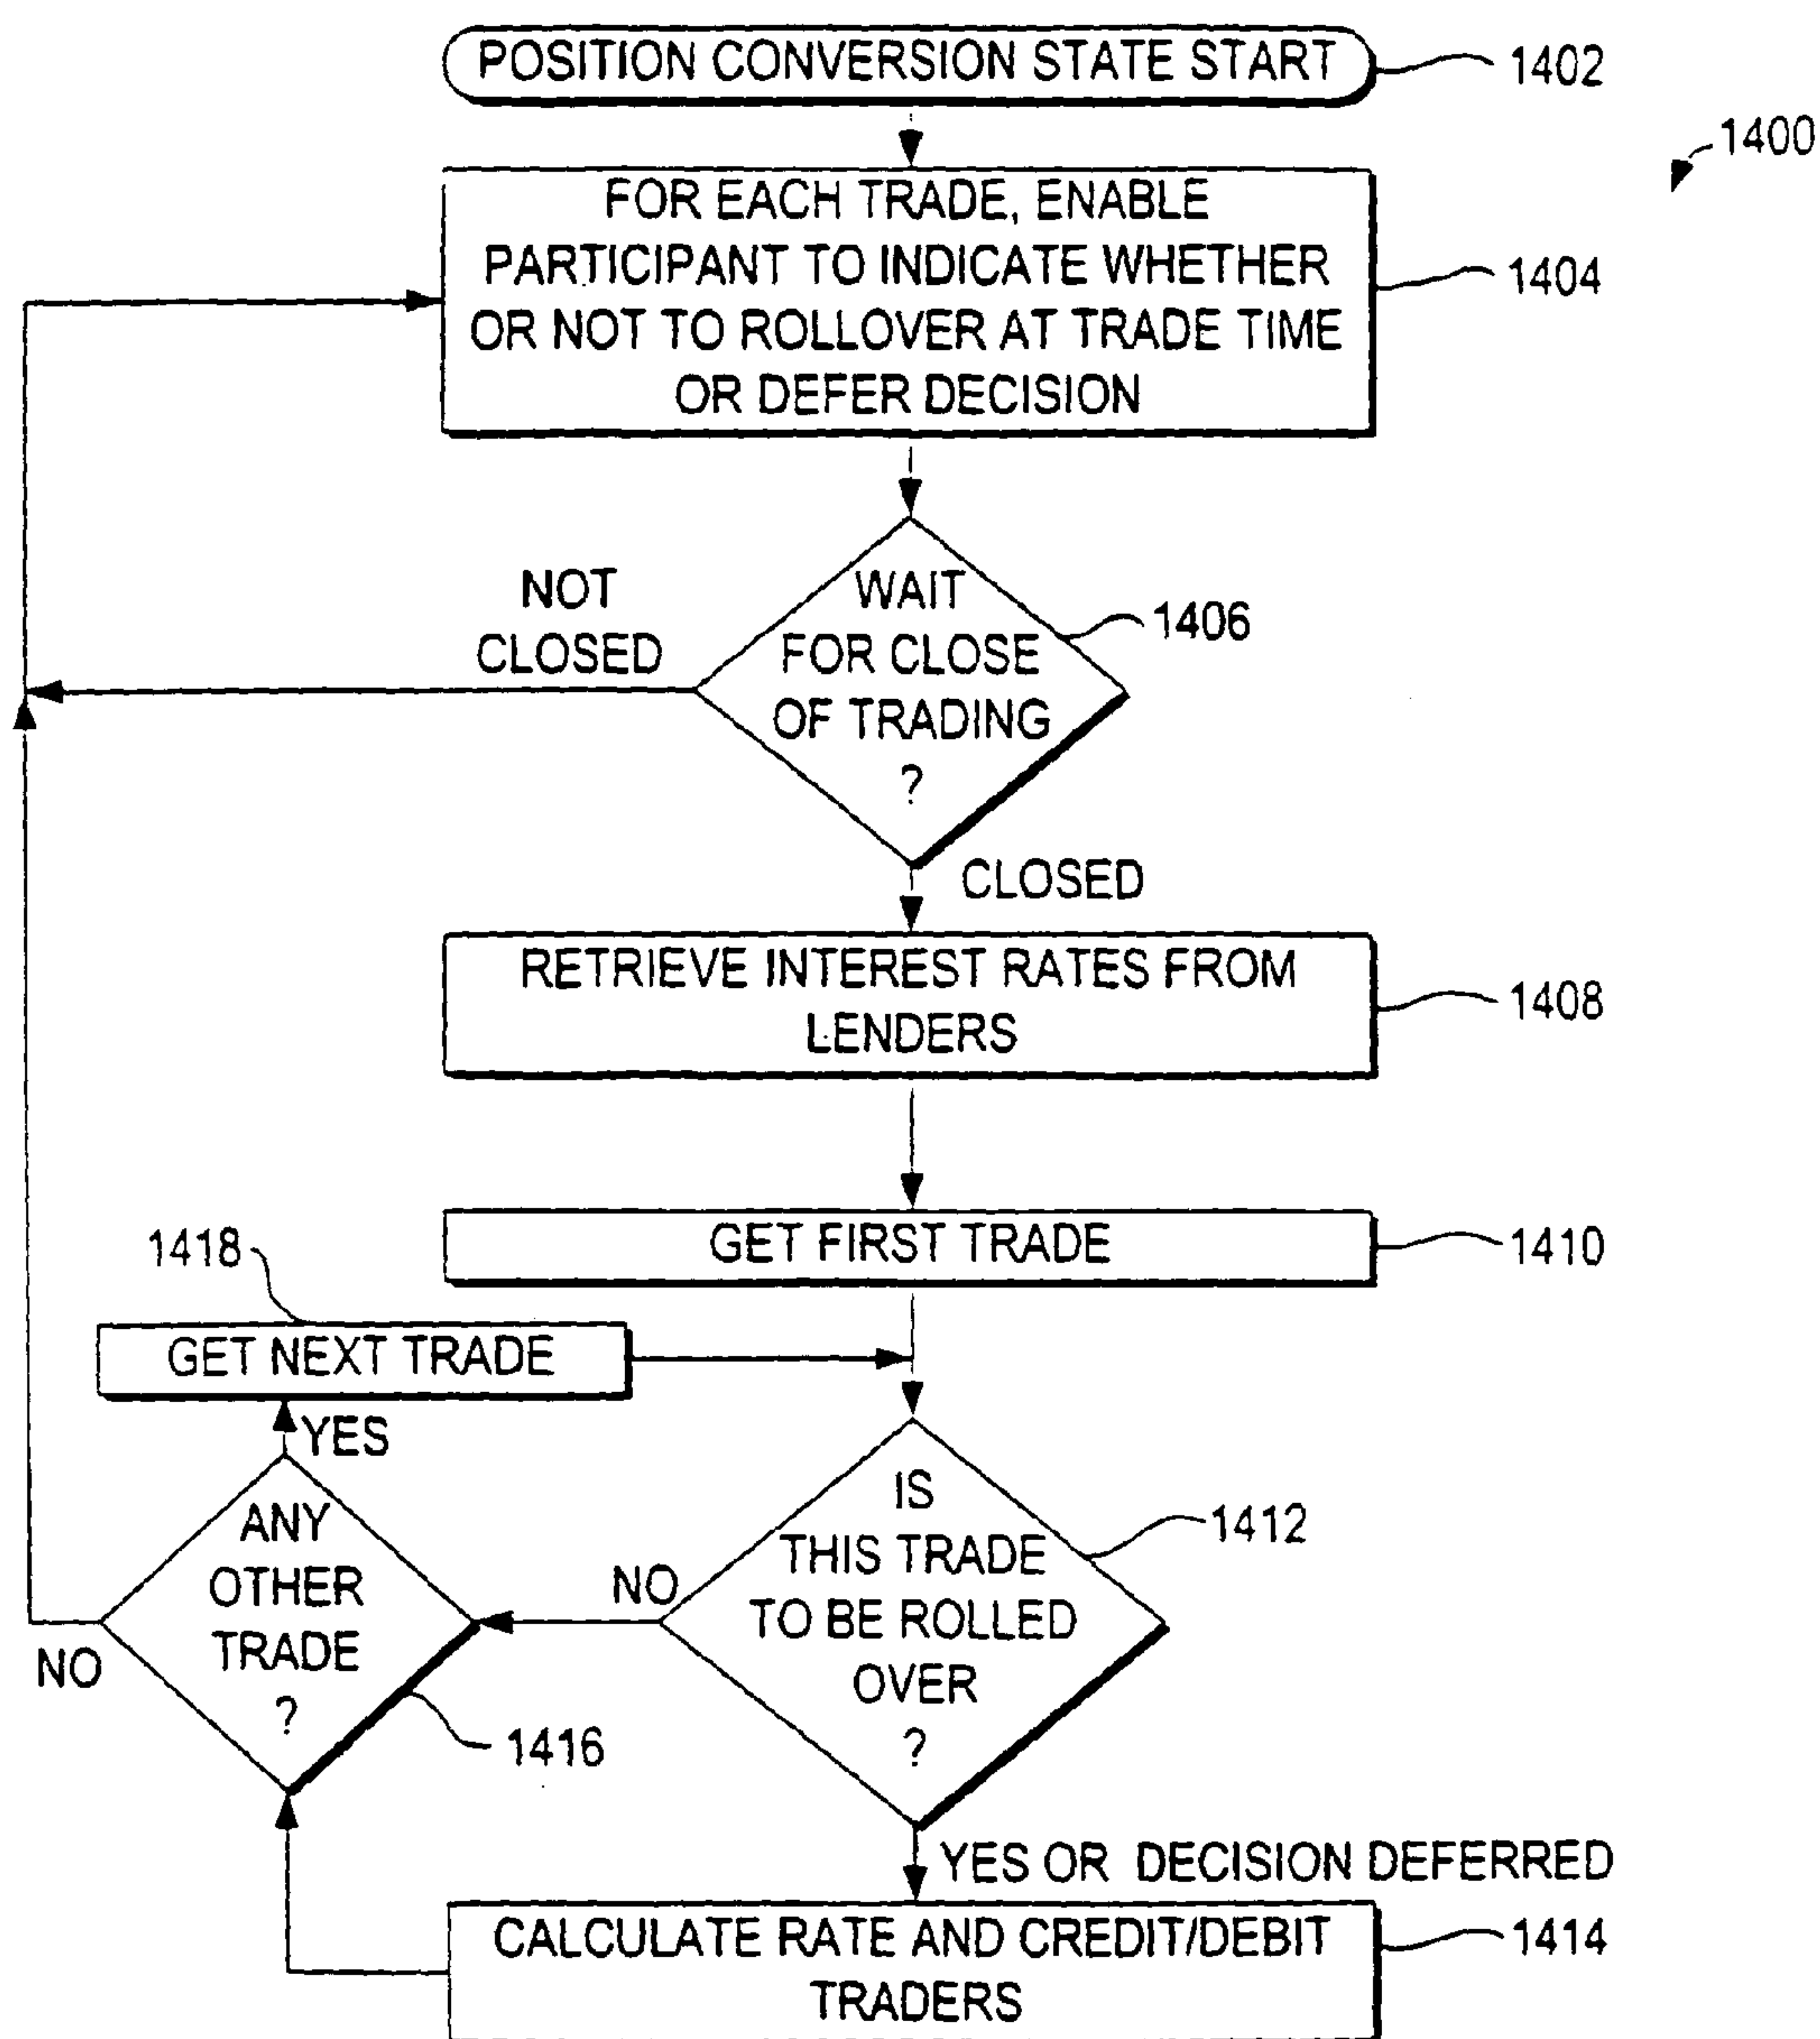 POSITION CONVERSION STATE START
1402
1400
FOR EACH TRADE, ENABLE
PARTICIPANT TO INDICATE WHETHER
OR NOT TO ROLLOVER AT TRADE TIME
OR DEFER DECISION
1404
NOT
CLOSED
WAIT
FOR CLOSE
OF TRADING
?
1406
CLOSED
RETRIEVE INTEREST RATES FROM
LENDERS
1408
GET FIRST TRADE
1410
1418
GET NEXT TRADE
YES
ANY
OTHER
TRADE
?
NO
1416
NO
IS
THIS TRADE
TO BE ROLLED
OVER
?
1412
YES OR DECISION DEFERRED
CALCULATE RATE AND CREDIT/DEBIT
TRADERS
1414